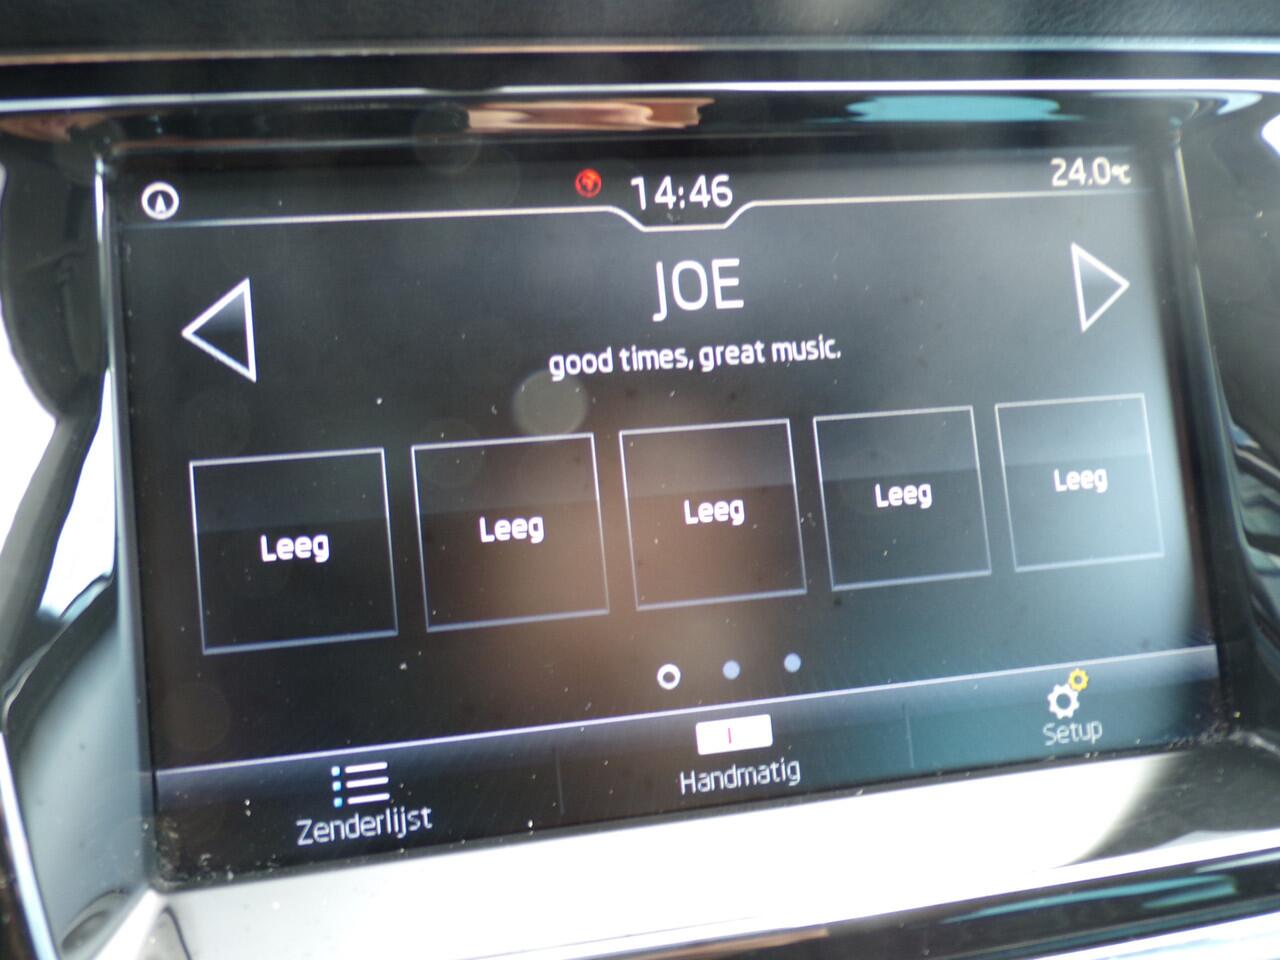 14:46
24.0°C
JOE
good times, great music.
Leeg
Leeg
Leeg
Leeg
Leeg
Zenderlijst
Handmatig
Setup